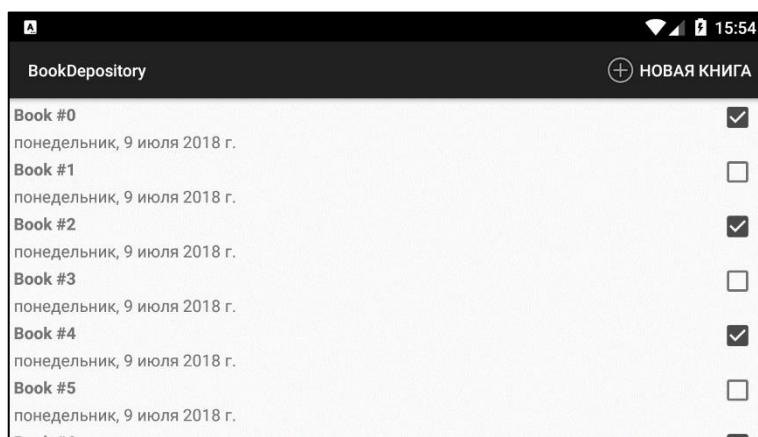 A
15:54
BookDepository
НОВАЯ КНИГА
Book #0
понедельник, 9 июля 2018 г.
Book #1
понедельник, 9 июля 2018 г.
Book #2
понедельник, 9 июля 2018 г.
Book #3
понедельник, 9 июля 2018 г.
Book #4
понедельник, 9 июля 2018 г.
Book #5
понедельник, 9 июля 2018 г.